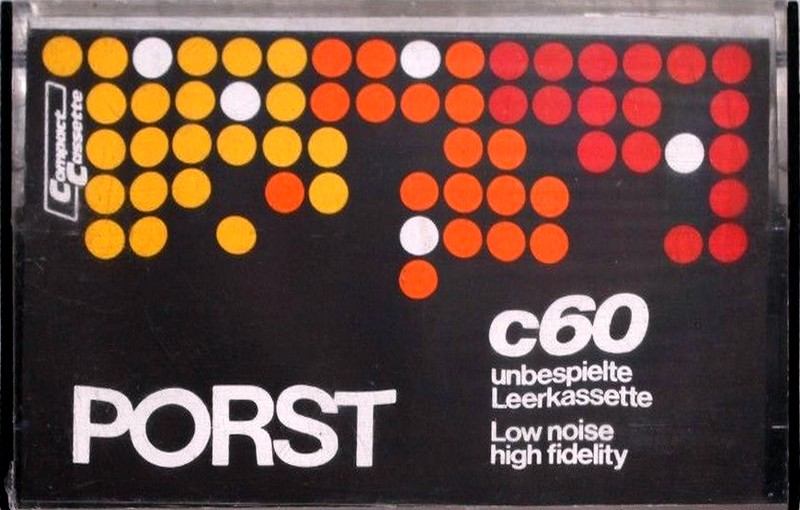 Compact
Cassette
c60
unbespielte
Leerkassette
Low noise
high fidelity
PORST